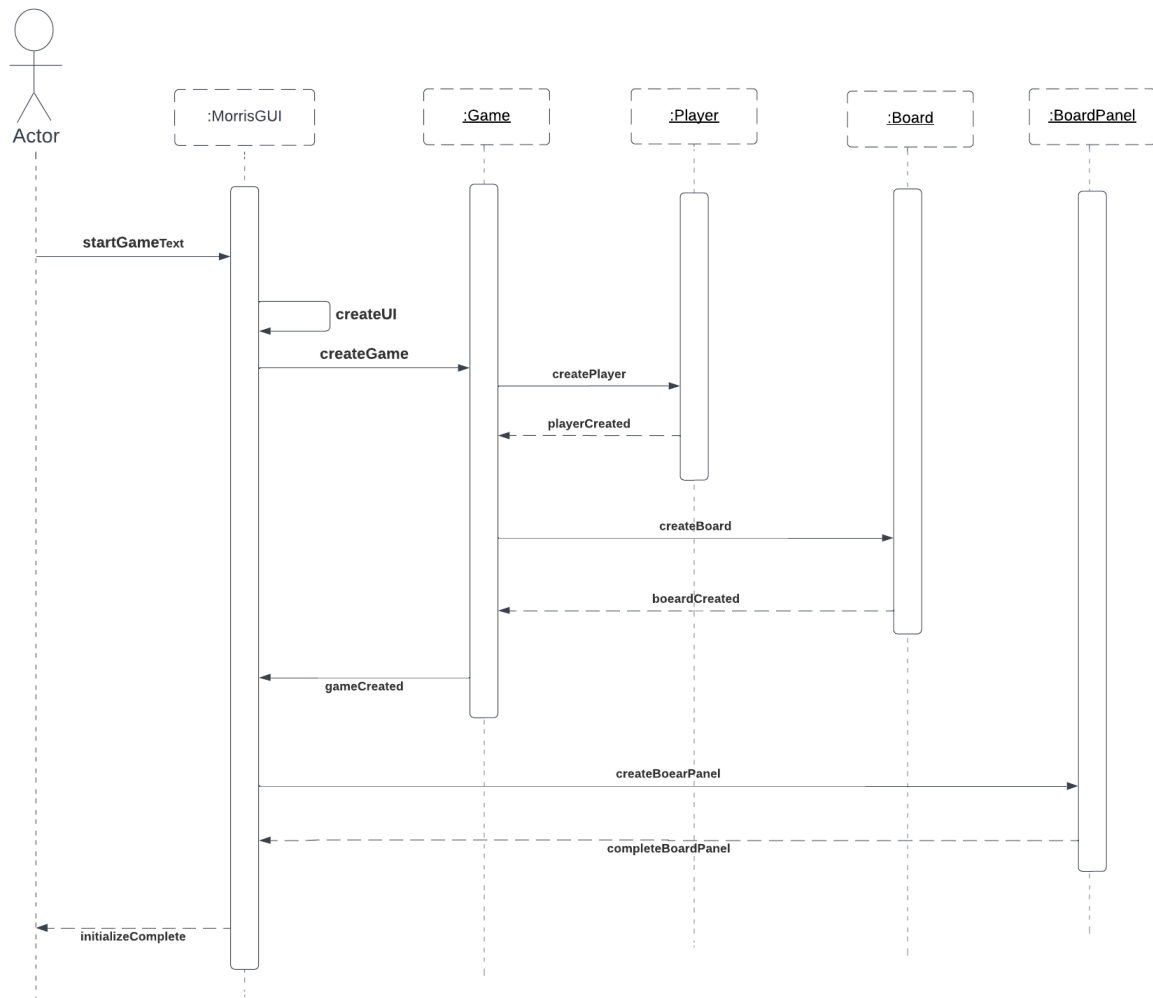 Actor
:MorrisGUI
:Game
:Player
:Board
:BoardPanel
startGameText
createUI
createGame
createPlayer
playerCreated
createBoard
boeardCreated
gameCreated
createBoearPanel
completeBoardPanel
initializeComplete